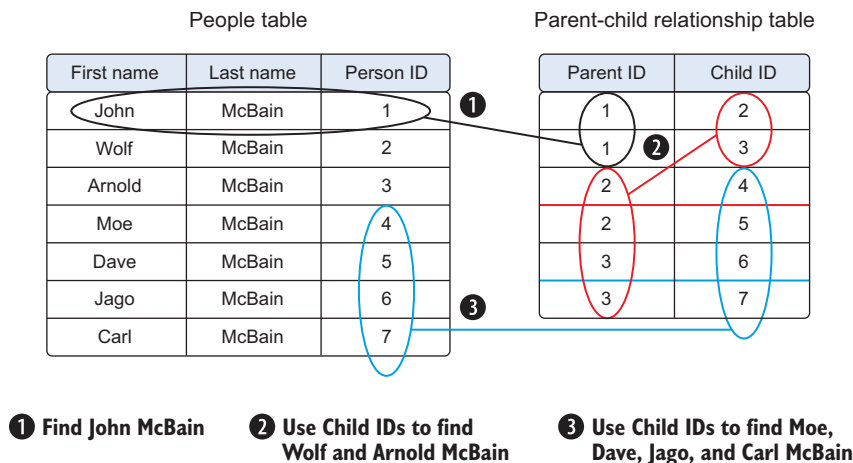 People table
Parent-child relationship table
First name Last name Person ID
John McBain 1
Wolf McBain 2
Arnold McBain 3
Moe McBain 4
Dave McBain 5
Jago McBain 6
Carl McBain 7
Parent ID Child ID
1 2
1 3
2 4
2 5
3 6
3 7
1
2
3
1 Find John McBain
2 Use Child IDs to find
Wolf and Arnold McBain
3 Use Child IDs to find Moe,
Dave, Jago, and Carl McBain